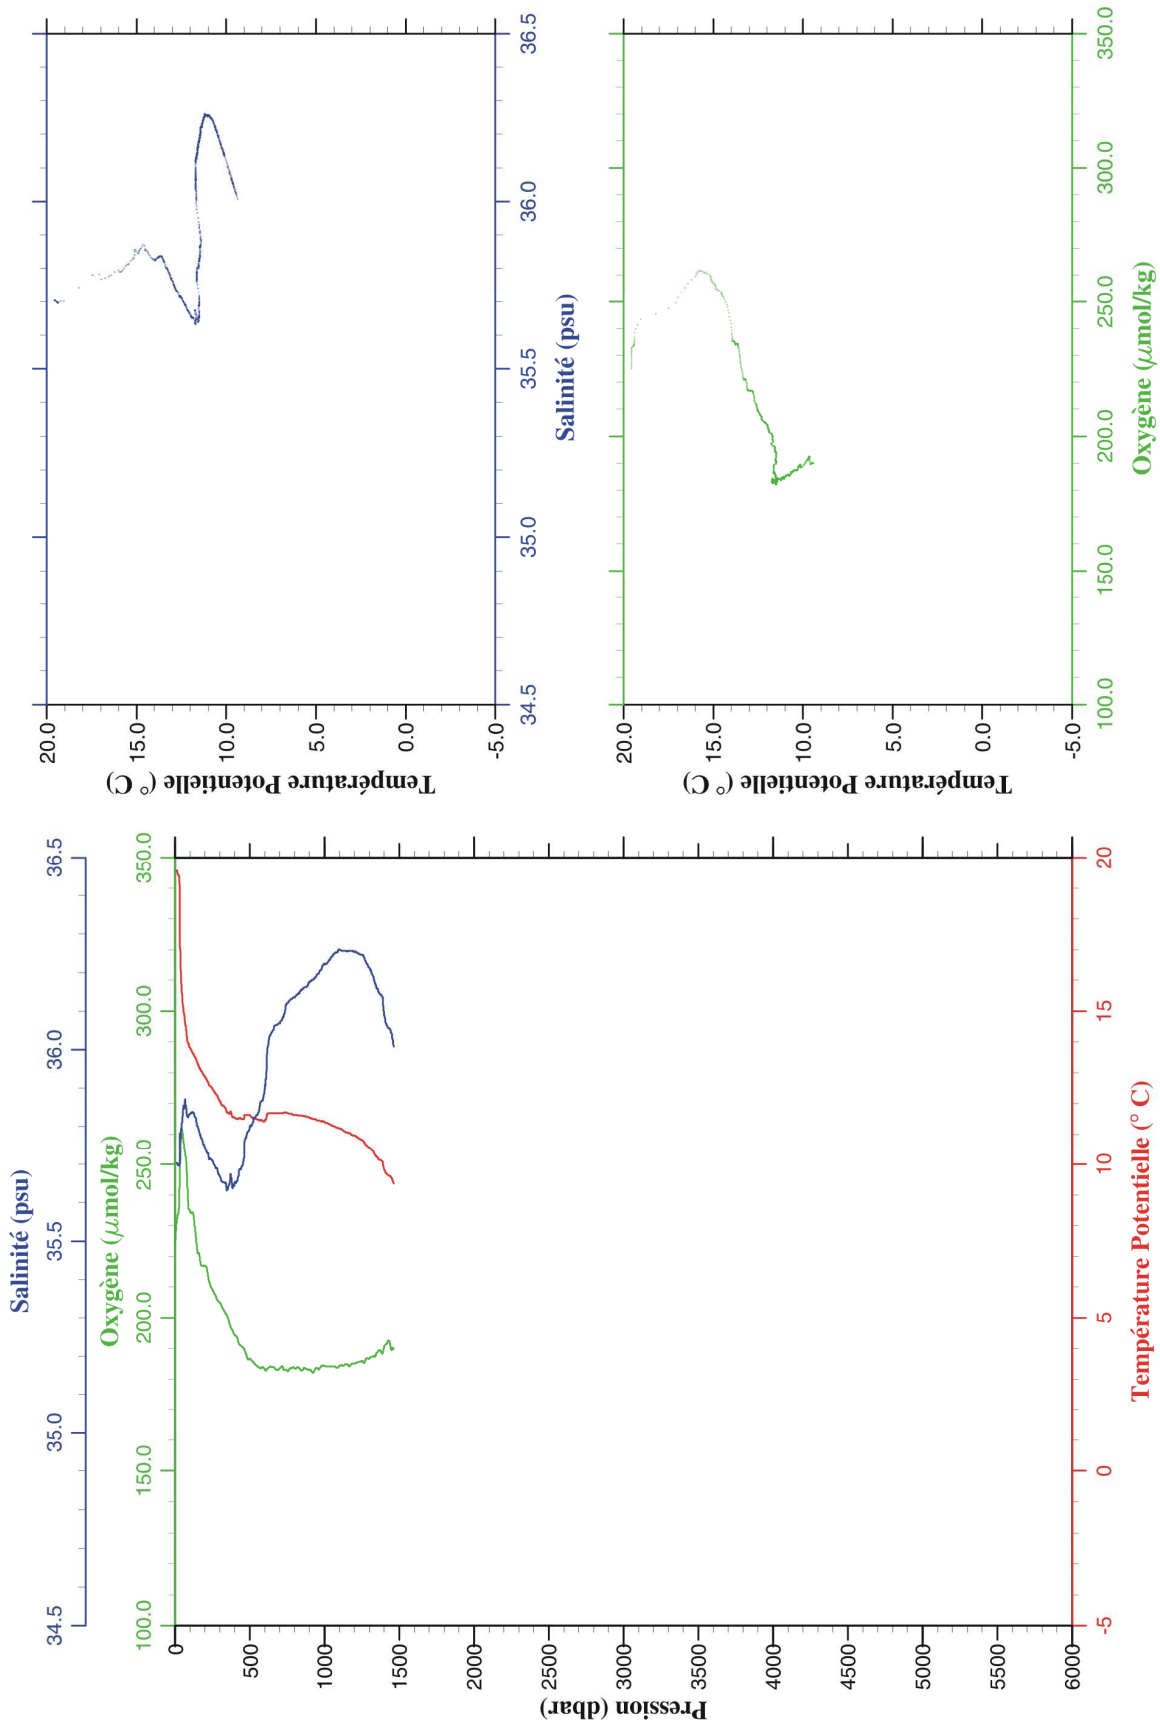 Salinité (psu)
34.5 35.0 35.5 36.0 36.5
Oxygène (μmol/kg)
100.0 150.0 200.0 250.0 300.0 350.0
Pression (dbar)
0
500
1000
1500
2000
2500
3000
3500
4000
4500
5000
5500
6000
-5 0 5 10 15 20
Température Potentielle (° C)
Température Potentielle (° C)
20.0
15.0
10.0
5.0
0.0
-5.0
34.5 35.0 35.5 36.0 36.5
Salinité (psu)
Température Potentielle (° C)
20.0
15.0
10.0
5.0
0.0
-5.0
100.0 150.0 200.0 250.0 300.0 350.0
Oxygène (μmol/kg)